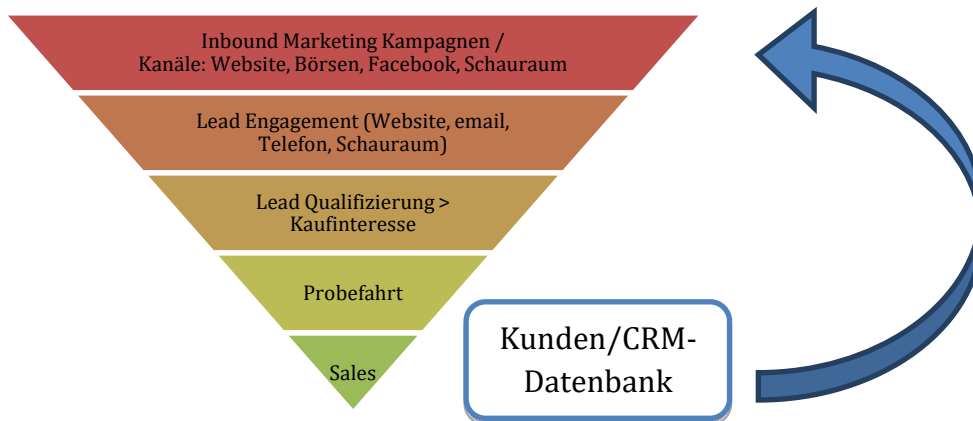 Inbound Marketing Kampagnen /
Kanäle: Website, Börsen, Facebook, Schauraum
Lead Engagement (Website, email,
Telefon, Schauraum)
Lead Qualifizierung >
Kaufinteresse
Probefahrt
Sales
Kunden/CRM-
Datenbank